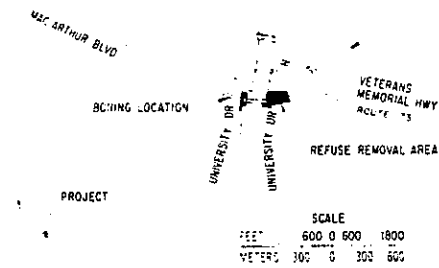 MAC ARTHUR BLVD
VETERANS
MEMORIAL HWY
BORING LOCATION
UNIVERSITY DR
UNIVERSITY DR
REFUSE REMOVAL AREA
PROJECT
SCALE
FEET 600 0 600 1800
METERS 300 0 300 600